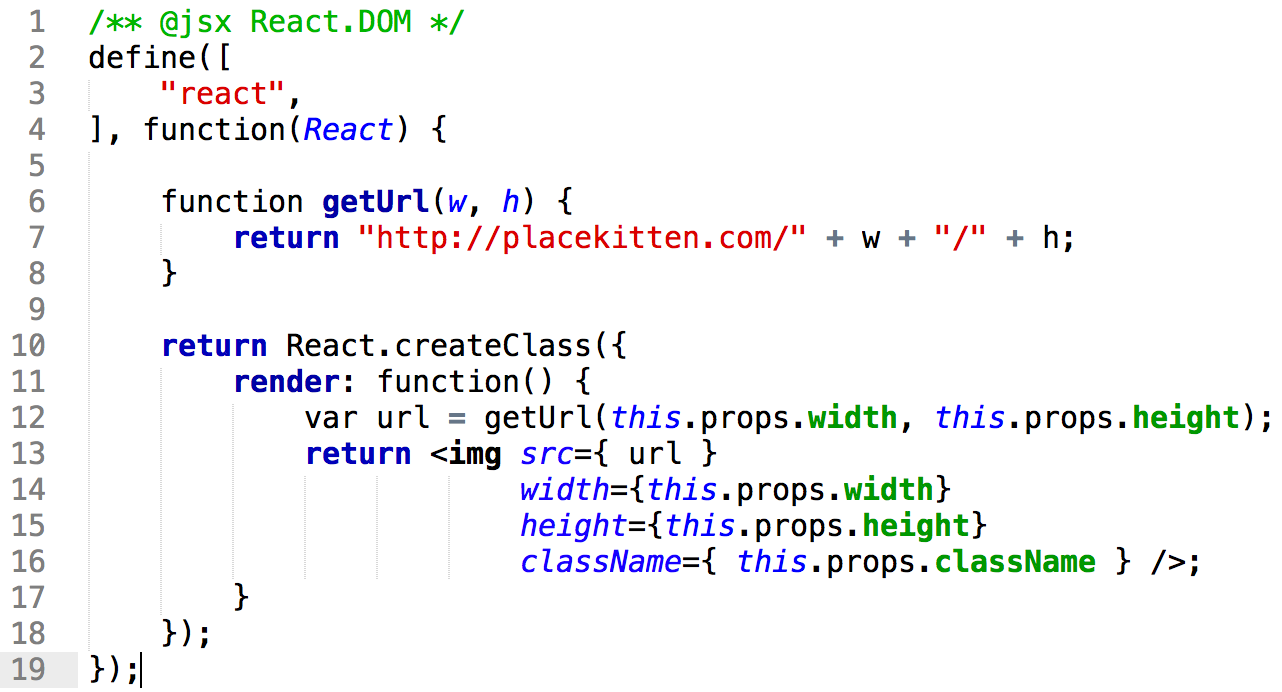 1 /** @jsx React.DOM */
2 define([
3     "react",
4 ], function(React) {
5
6     function getUrl(w, h) {
7         return "http://placekitten.com/" + w + "/" + h;
8     }
9
10     return React.createClass({
11         render: function() {
12             var url = getUrl(this.props.width, this.props.height);
13             return <img src={ url }
14                         width={this.props.width}
15                         height={this.props.height}
16                         className={ this.props.className } />;
17         }
18     });
19 });